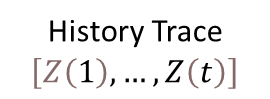 History Trace
[Z(1), ..., Z(t)]